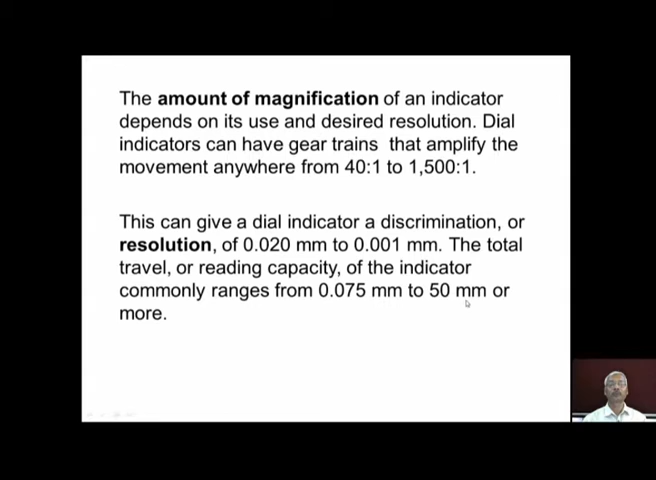 The amount of magnification of an indicator
depends on its use and desired resolution. Dial
indicators can have gear trains that amplify the
movement anywhere from 40:1 to 1,500:1.
This can give a dial indicator a discrimination, or
resolution, of 0.020 mm to 0.001 mm. The total
travel, or reading capacity, of the indicator
commonly ranges from 0.075 mm to 50 mm or
more.